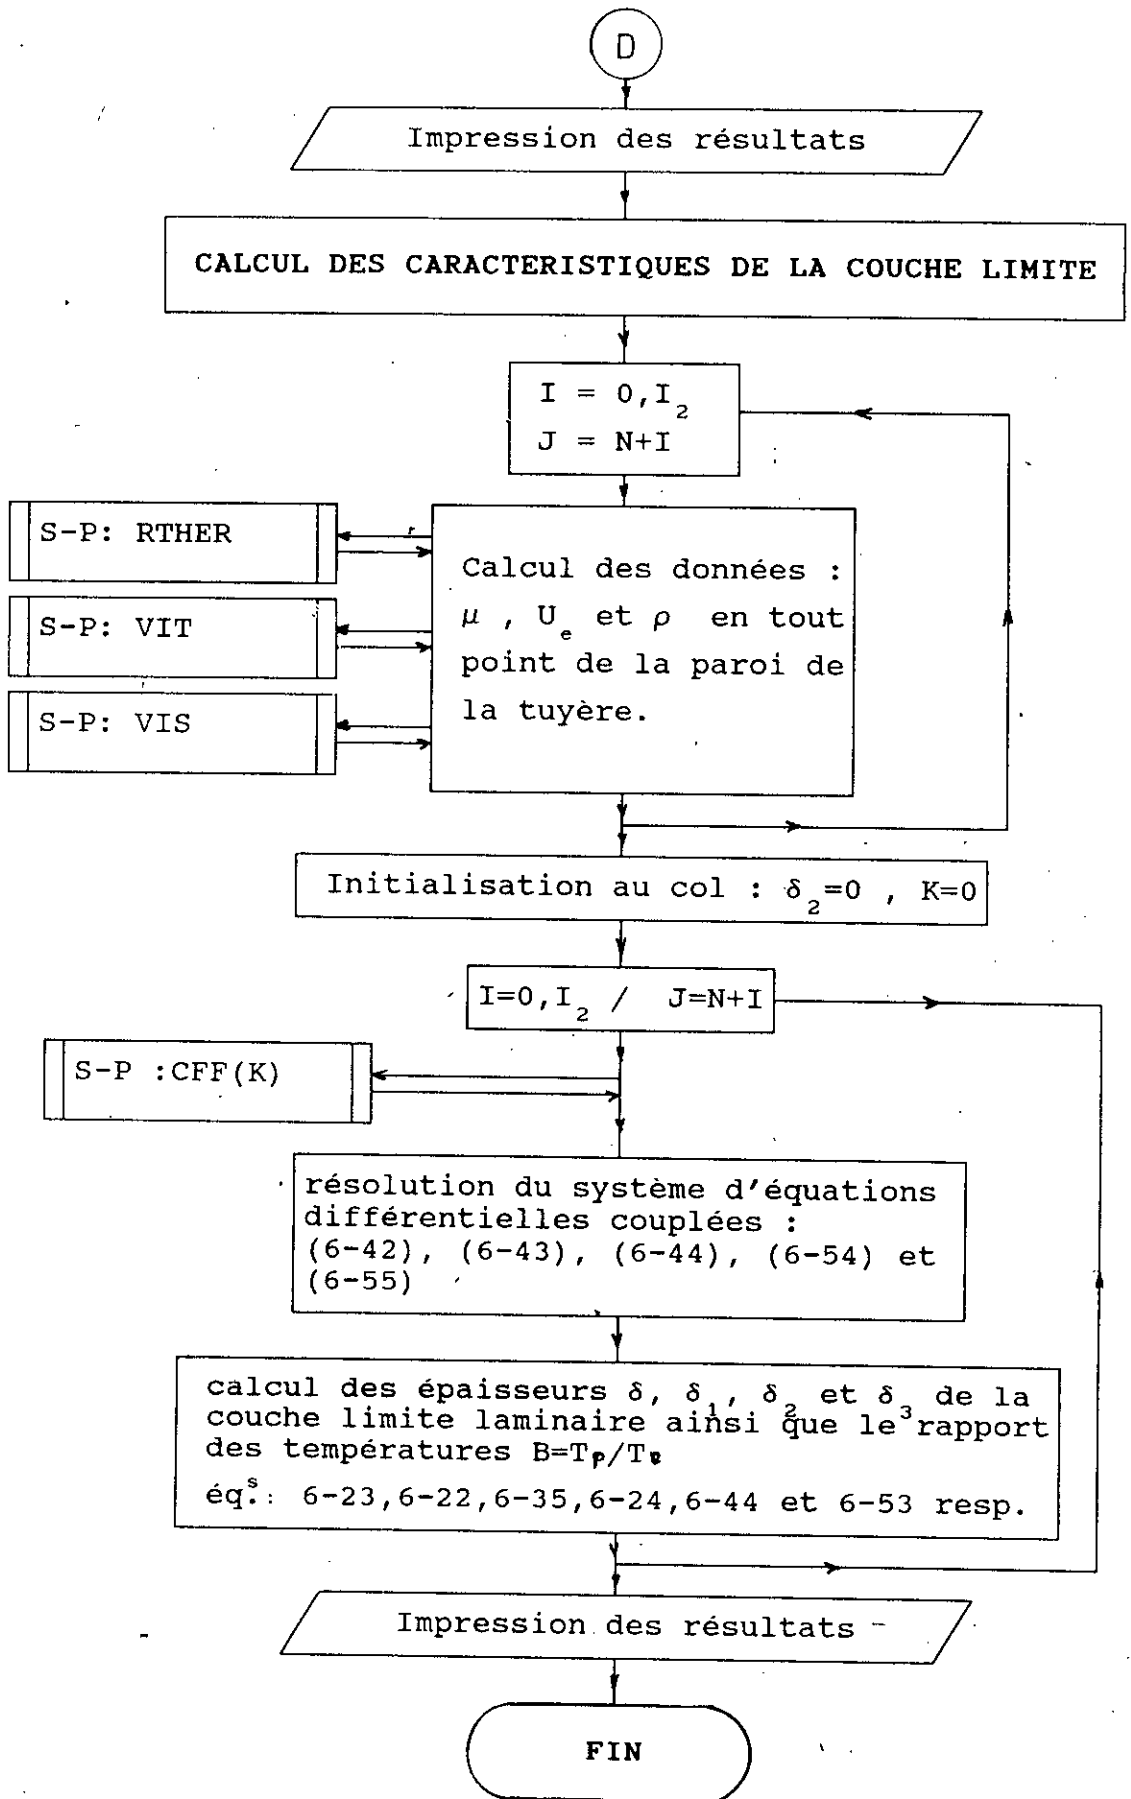 D
Impression des résultats
CALCUL DES CARACTERISTIQUES DE LA COUCHE LIMITE
I = 0,I₂
J = N+I
S-P: RTHER
S-P: VIT
S-P: VIS
Calcul des données :
μ , Uₑ et ρ en tout
point de la paroi de
la tuyère.
Initialisation au col : δ₂=0 , K=0
I=0,I₂ / J=N+I
S-P :CFF(K)
résolution du système d'équations
différentielles couplées :
(6-42), (6-43), (6-44), (6-54) et
(6-55)
calcul des épaisseurs δ, δ₁, δ₂ et δ₃ de la
couche limite laminaire ainsi que le rapport
des températures B=Tₚ/Tₑ
éqˢ.: 6-23,6-22,6-35,6-24,6-44 et 6-53 resp.
Impression des résultats
FIN